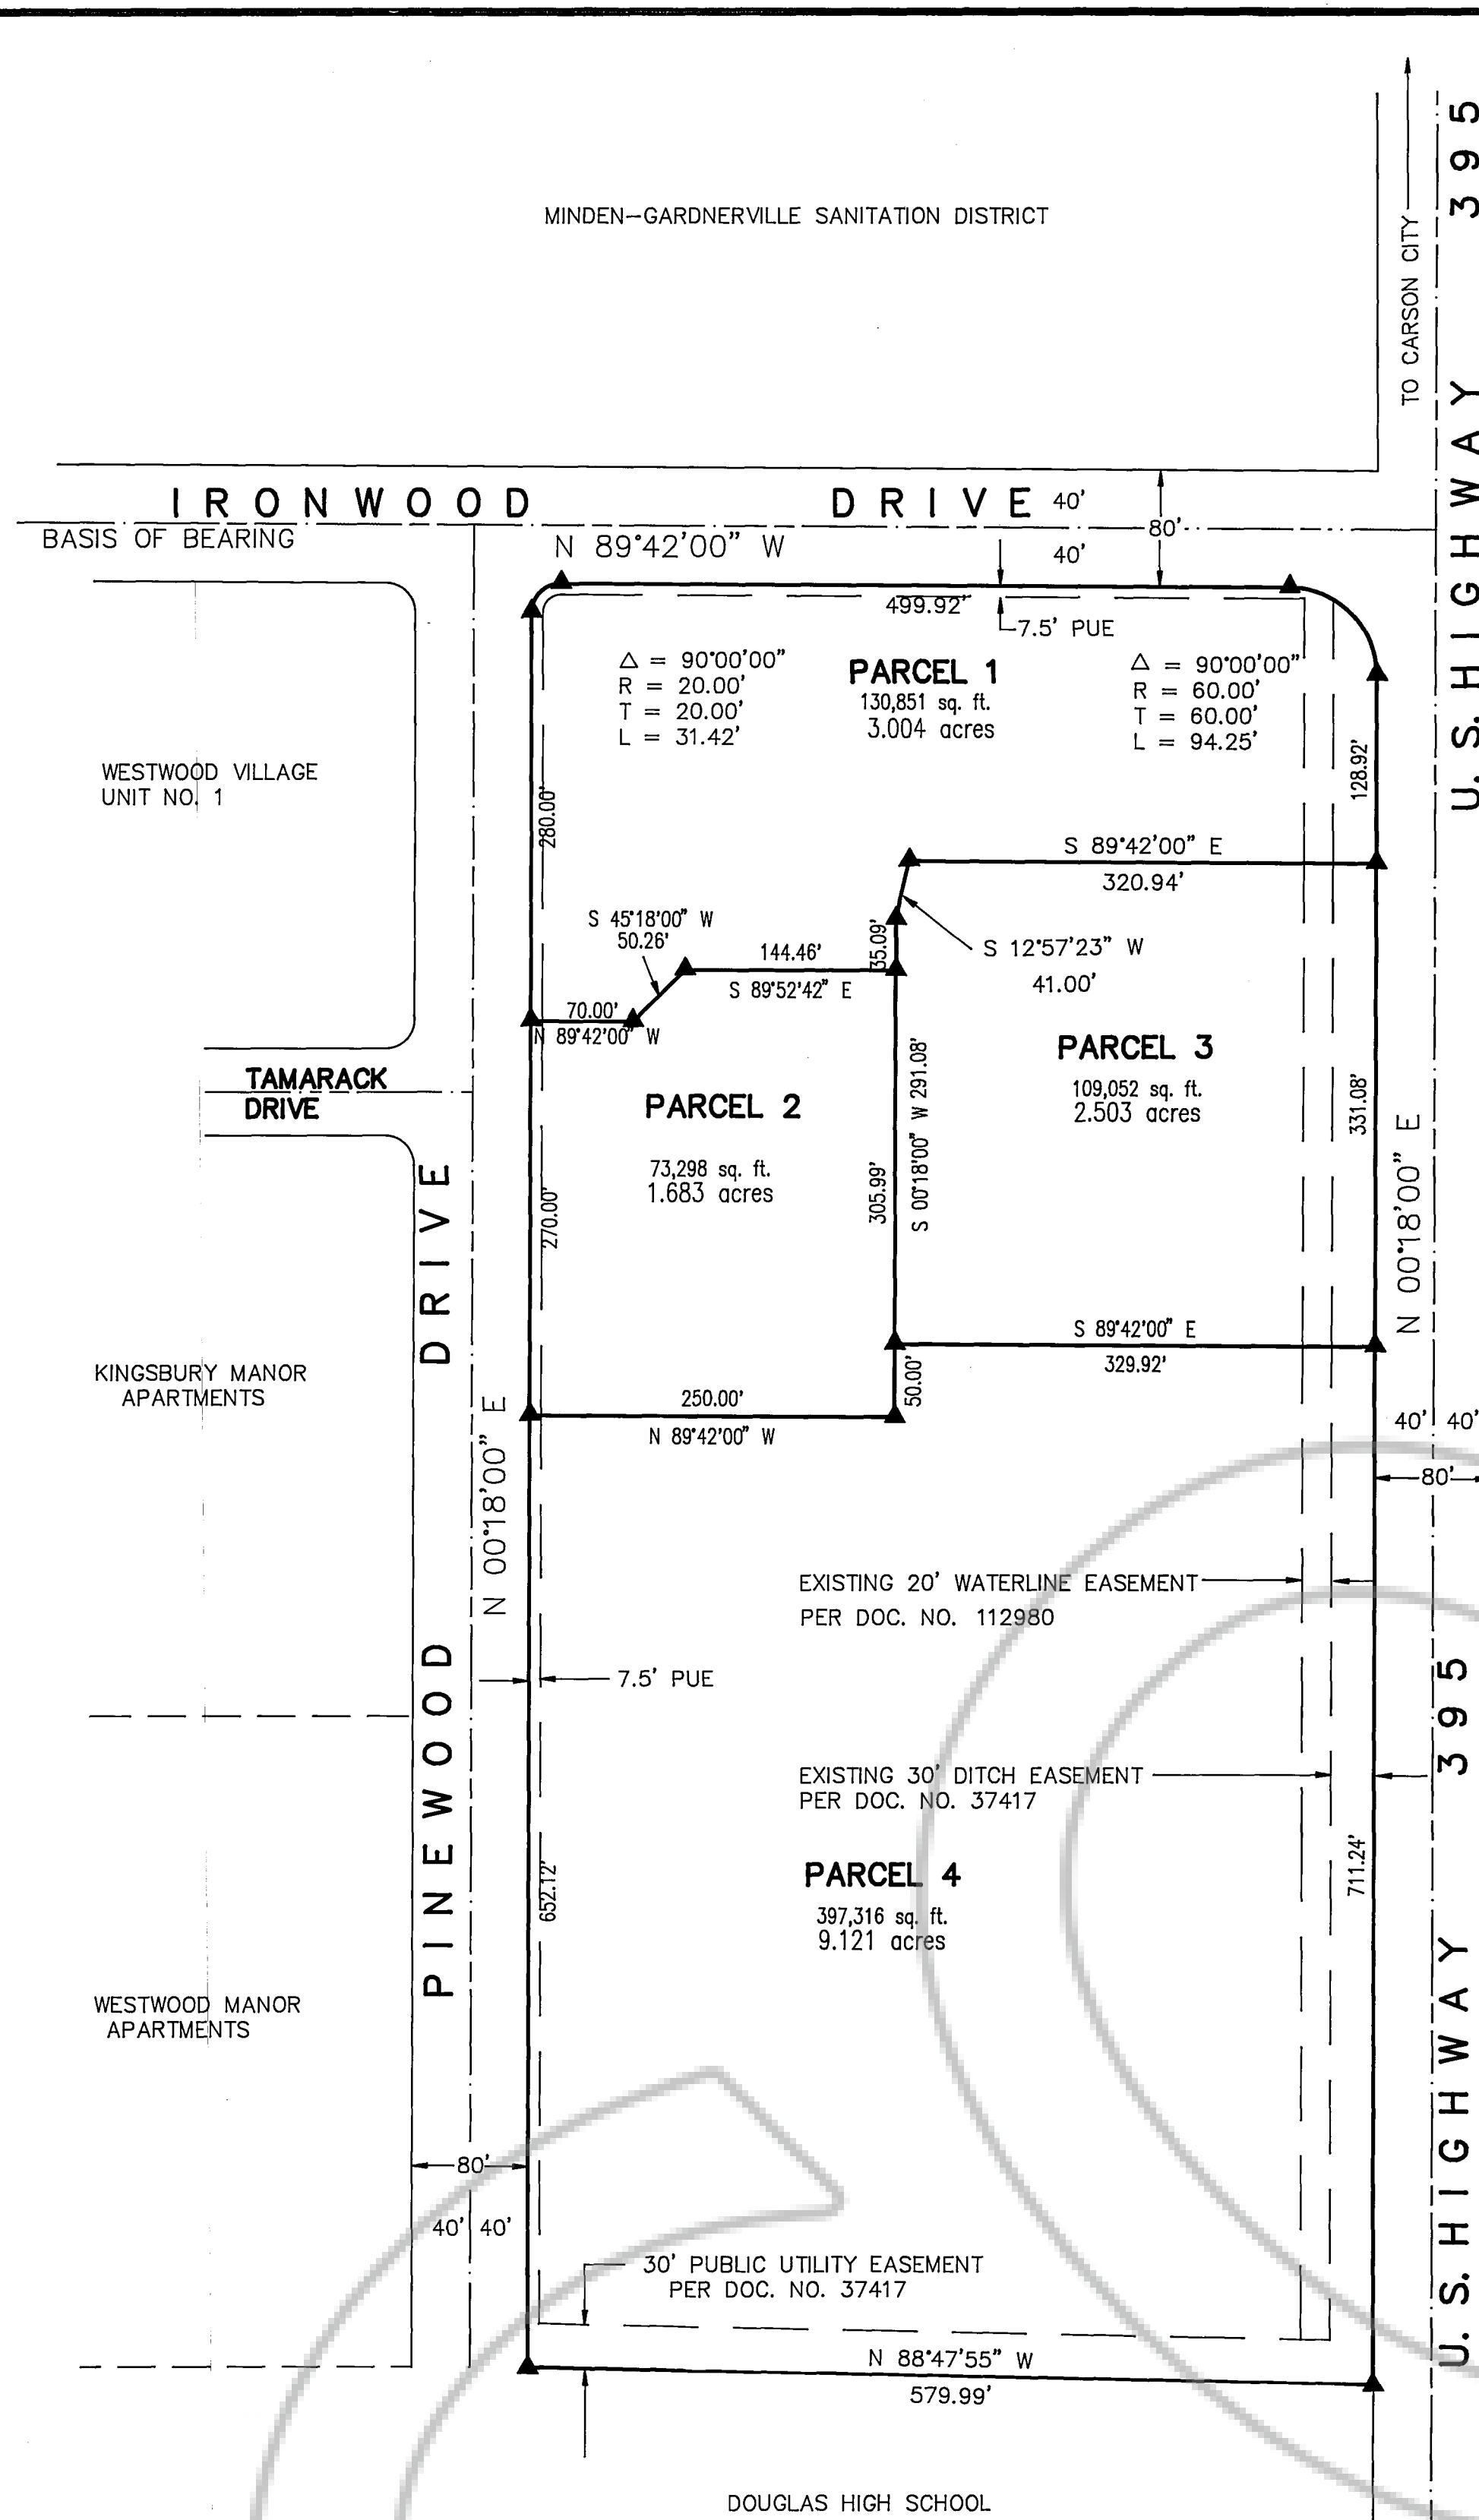 MINDEN-GARDNERVILLE SANITATION DISTRICT
TO CARSON CITY
U. S. HIGHWAY 395
IRONWOOD DRIVE
40'
80'
40'
BASIS OF BEARING
N 89°42'00" W
499.92'
7.5' PUE
Δ = 90°00'00"
R = 20.00'
T = 20.00'
L = 31.42'
PARCEL 1
130,851 sq. ft.
3.004 acres
Δ = 90°00'00"
R = 60.00'
T = 60.00'
L = 94.25'
128.92'
WESTWOOD VILLAGE
UNIT NO. 1
280.00'
S 89°42'00" E
320.94'
S 45°18'00" W
50.26'
144.46'
S 89°52'42" E
35.09'
S 12°57'23" W
41.00'
70.00'
N 89°42'00" W
TAMARACK
DRIVE
PARCEL 2
73,298 sq. ft.
1.683 acres
S 00°18'00" W 291.08'
305.99'
PARCEL 3
109,052 sq. ft.
2.503 acres
331.08'
N 00°18'00" E
270.00'
S 89°42'00" E
329.92'
50.00'
250.00'
N 89°42'00" W
KINGSBURY MANOR
APARTMENTS
40' 40'
80'
PINEWOOD DRIVE
N 00°18'00" E
EXISTING 20' WATERLINE EASEMENT
PER DOC. NO. 112980
7.5' PUE
EXISTING 30' DITCH EASEMENT
PER DOC. NO. 37417
652.12'
PARCEL 4
397,316 sq. ft.
9.121 acres
711.24'
U. S. HIGHWAY 395
WESTWOOD MANOR
APARTMENTS
80'
40' 40'
30' PUBLIC UTILITY EASEMENT
PER DOC. NO. 37417
N 88°47'55" W
579.99'
DOUGLAS HIGH SCHOOL